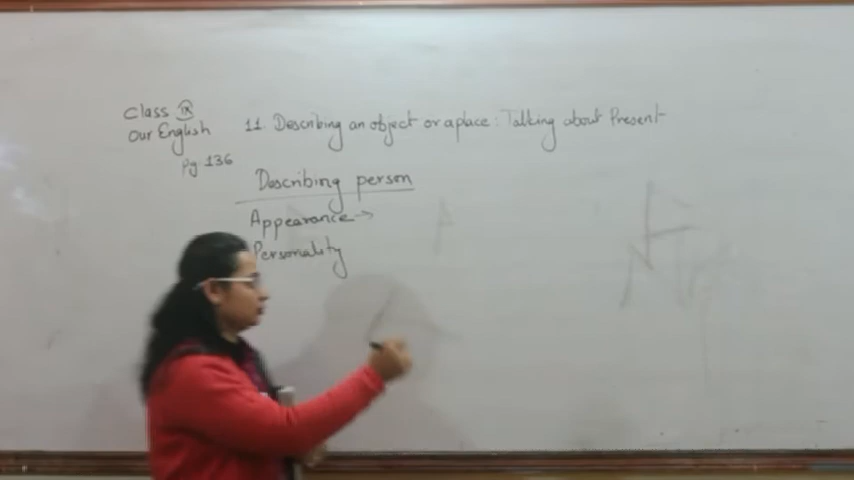 Class IX
Our English
Pg. 136
11. Describing an object or a place: Talking about Present
Describing person
Appearance →
Personality